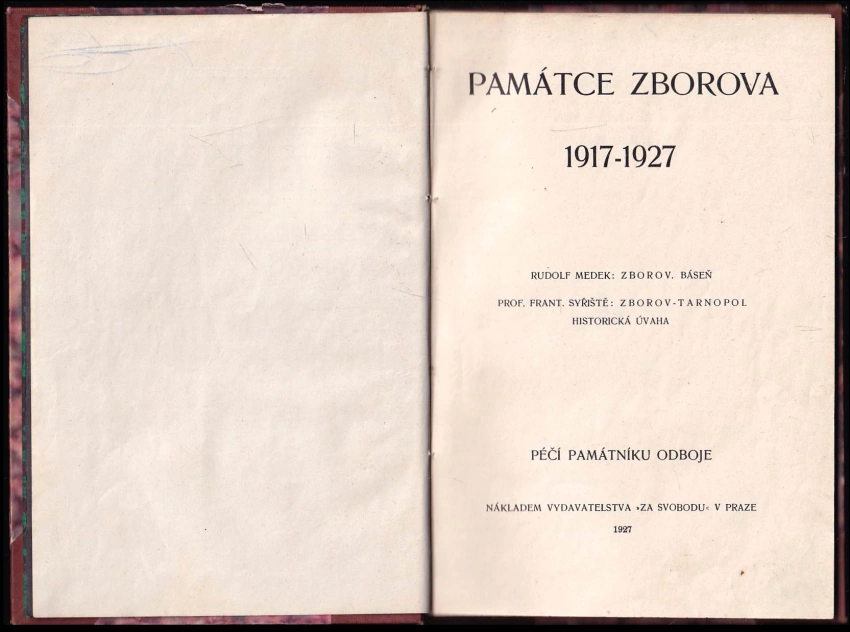 PAMÁTCE ZBOROVA
1917-1927
RUDOLF MEDEK: ZBOROV. BÁSEŇ
PROF. FRANT. SYŘIŠTĚ: ZBOROV-TARNOPOL
HISTORICKÁ ÚVAHA
PÉČÍ PAMÁTNÍKU ODBOJE
NÁKLADEM VYDAVATELSTVA »ZA SVOBODU« V PRAZE
1927